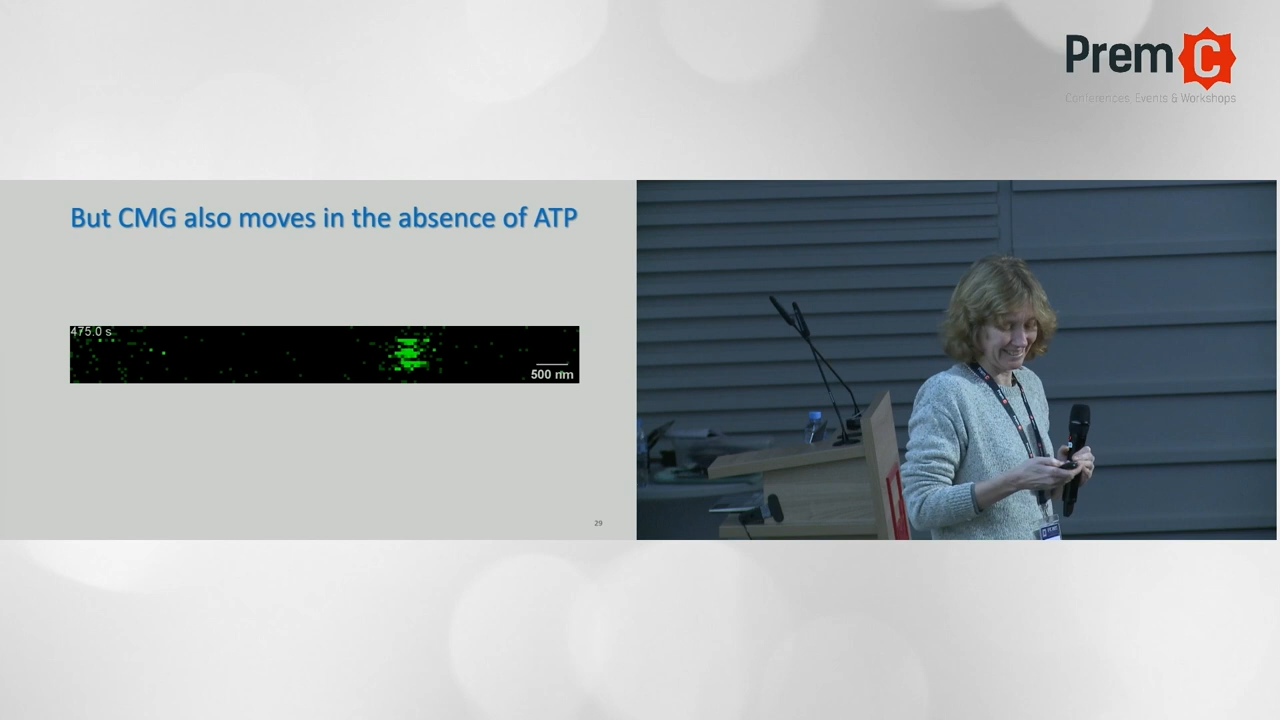 Prem C
Conferences, Events & Workshops
But CMG also moves in the absence of ATP
475.0 s
500 nm
29